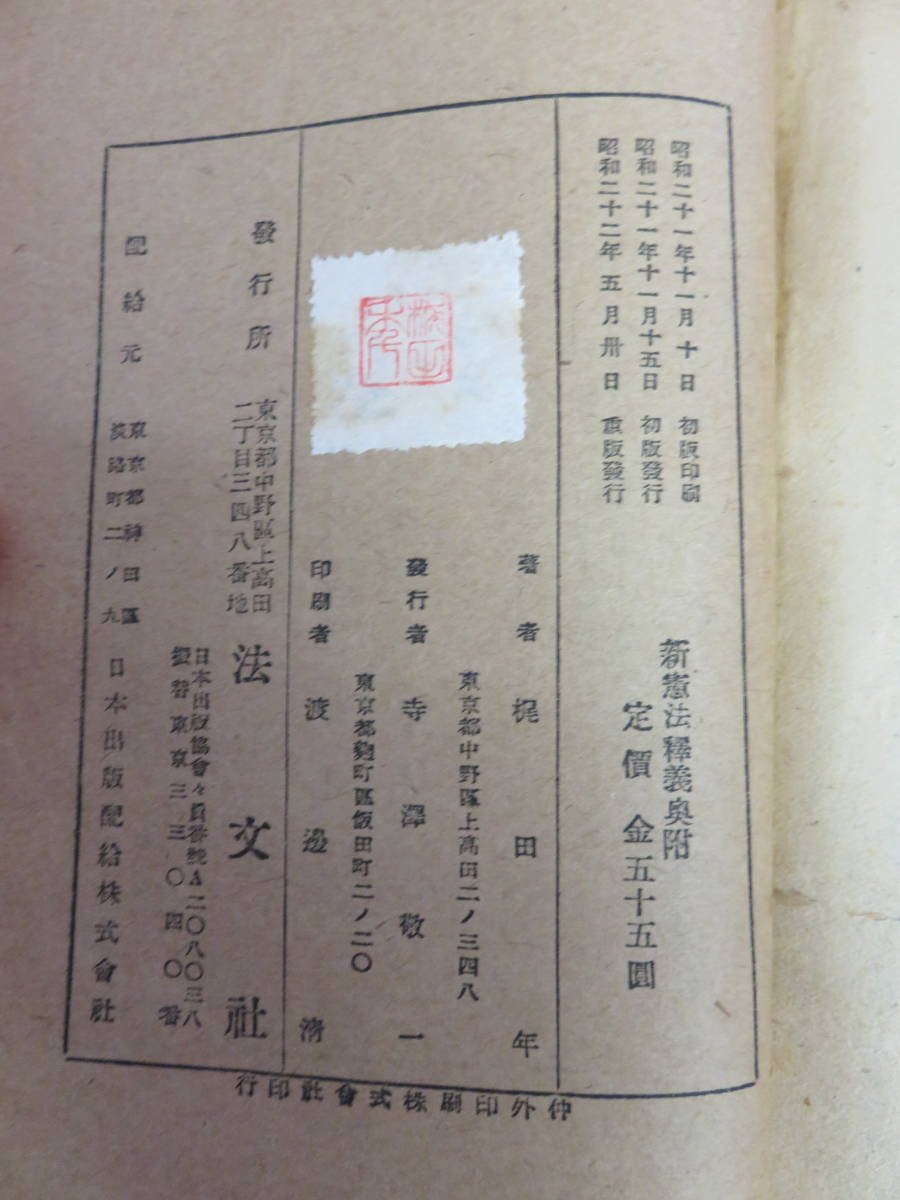 昭和二十一年十一月十日 初版印刷
昭和二十一年十一月十五日 初版發行
昭和二十二年五月卅日 重版發行
新憲法釋義奥附
定價 金五十五圓
著者 梶田年
東京都中野區上高田二ノ三四八
發行者 寺澤敬一
東京都麴町區飯田町二ノ二〇
印刷者 渡邉清
發行所
東京都中野區上高田
二丁目三四八番地
法文社
日本出版協會々員番號A二〇八〇三八
振替東京三三〇四〇番
配給元
東京都神田區
淡路町二ノ九
日本出版配給株式會社
仲外印刷株式會社印行